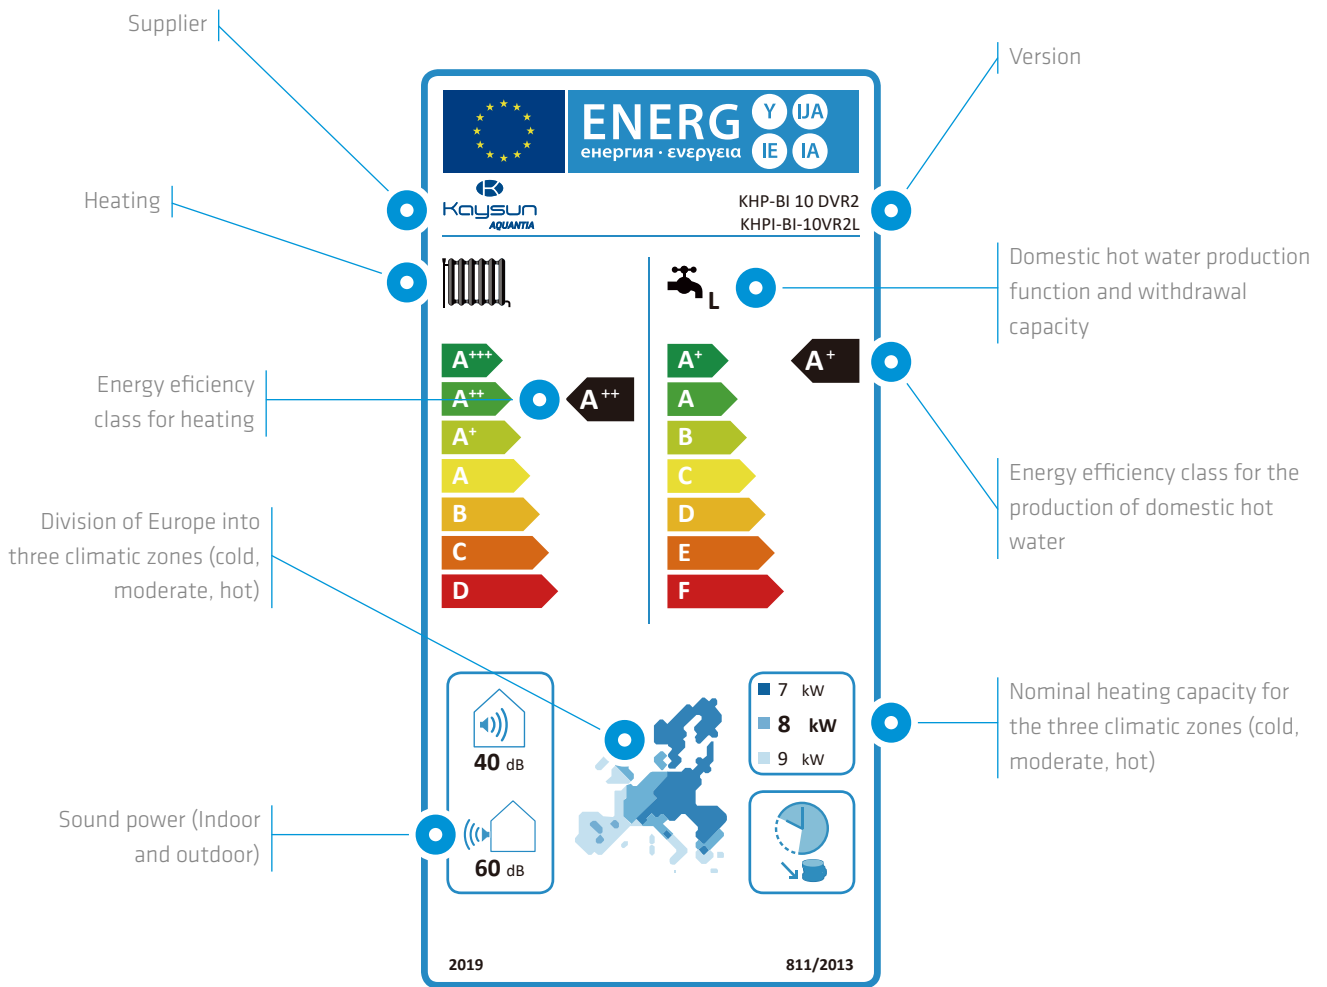 Supplier
Version
ENERG
Y
IJA
IE
IA
енергия · ενεργεια
Heating
Kaysun
AQUANTIA
KHP-BI 10 DVR2
KHPI-BI-10VR2L
Domestic hot water production
function and withdrawal
capacity
L
Energy eficiency
class for heating
A+++
A++
A+
A
B
C
D
A++
A+
A
B
C
D
E
F
A+
Energy efficiency class for the
production of domestic hot
water
Division of Europe into
three climatic zones (cold,
moderate, hot)
40 dB
60 dB
7 kW
8 kW
9 kW
Nominal heating capacity for
the three climatic zones (cold,
moderate, hot)
Sound power (Indoor
and outdoor)
2019
811/2013